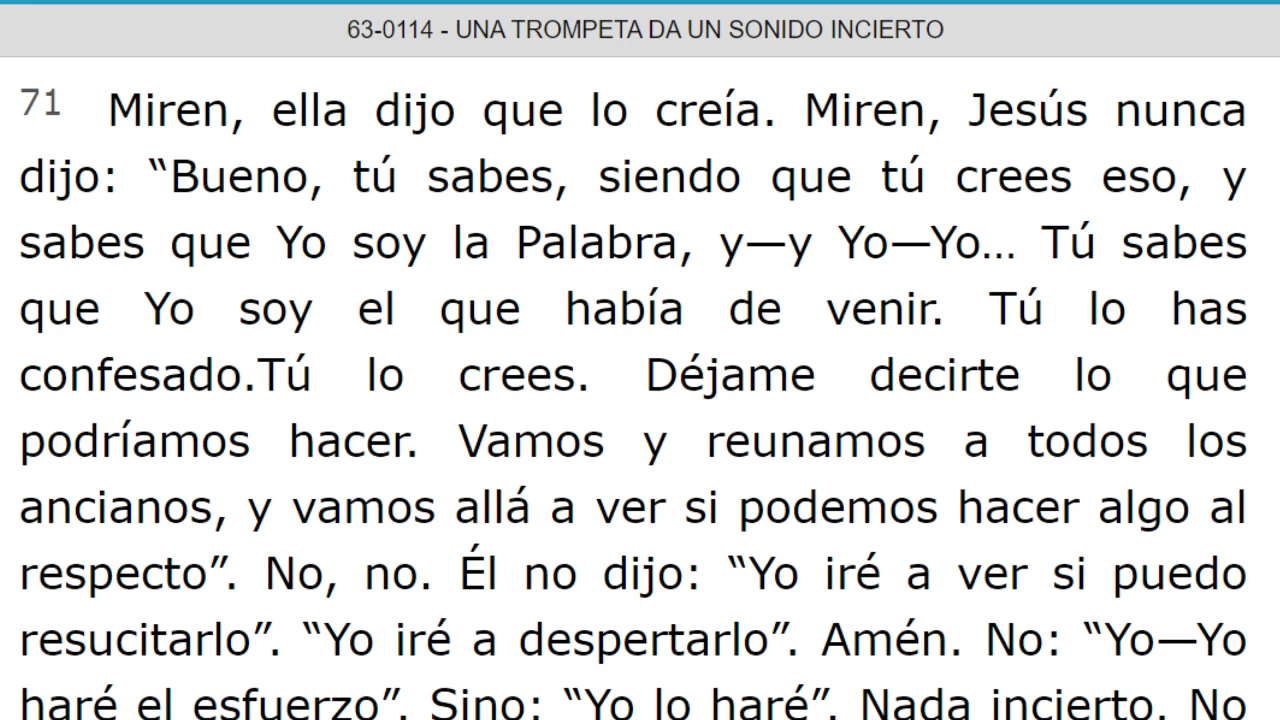 63-0114 - UNA TROMPETA DA UN SONIDO INCIERTO
71 Miren, ella dijo que lo creía. Miren, Jesús nunca
dijo: “Bueno, tú sabes, siendo que tú crees eso, y
sabes que Yo soy la Palabra, y—y Yo—Yo… Tú sabes
que Yo soy el que había de venir. Tú lo has
confesado.Tú lo crees. Déjame decirte lo que
podríamos hacer. Vamos y reunamos a todos los
ancianos, y vamos allá a ver si podemos hacer algo al
respecto”. No, no. Él no dijo: “Yo iré a ver si puedo
resucitarlo”. “Yo iré a despertarlo”. Amén. No: “Yo—Yo
haré el esfuerzo”. Sino: “Yo lo haré”. Nada incierto. No